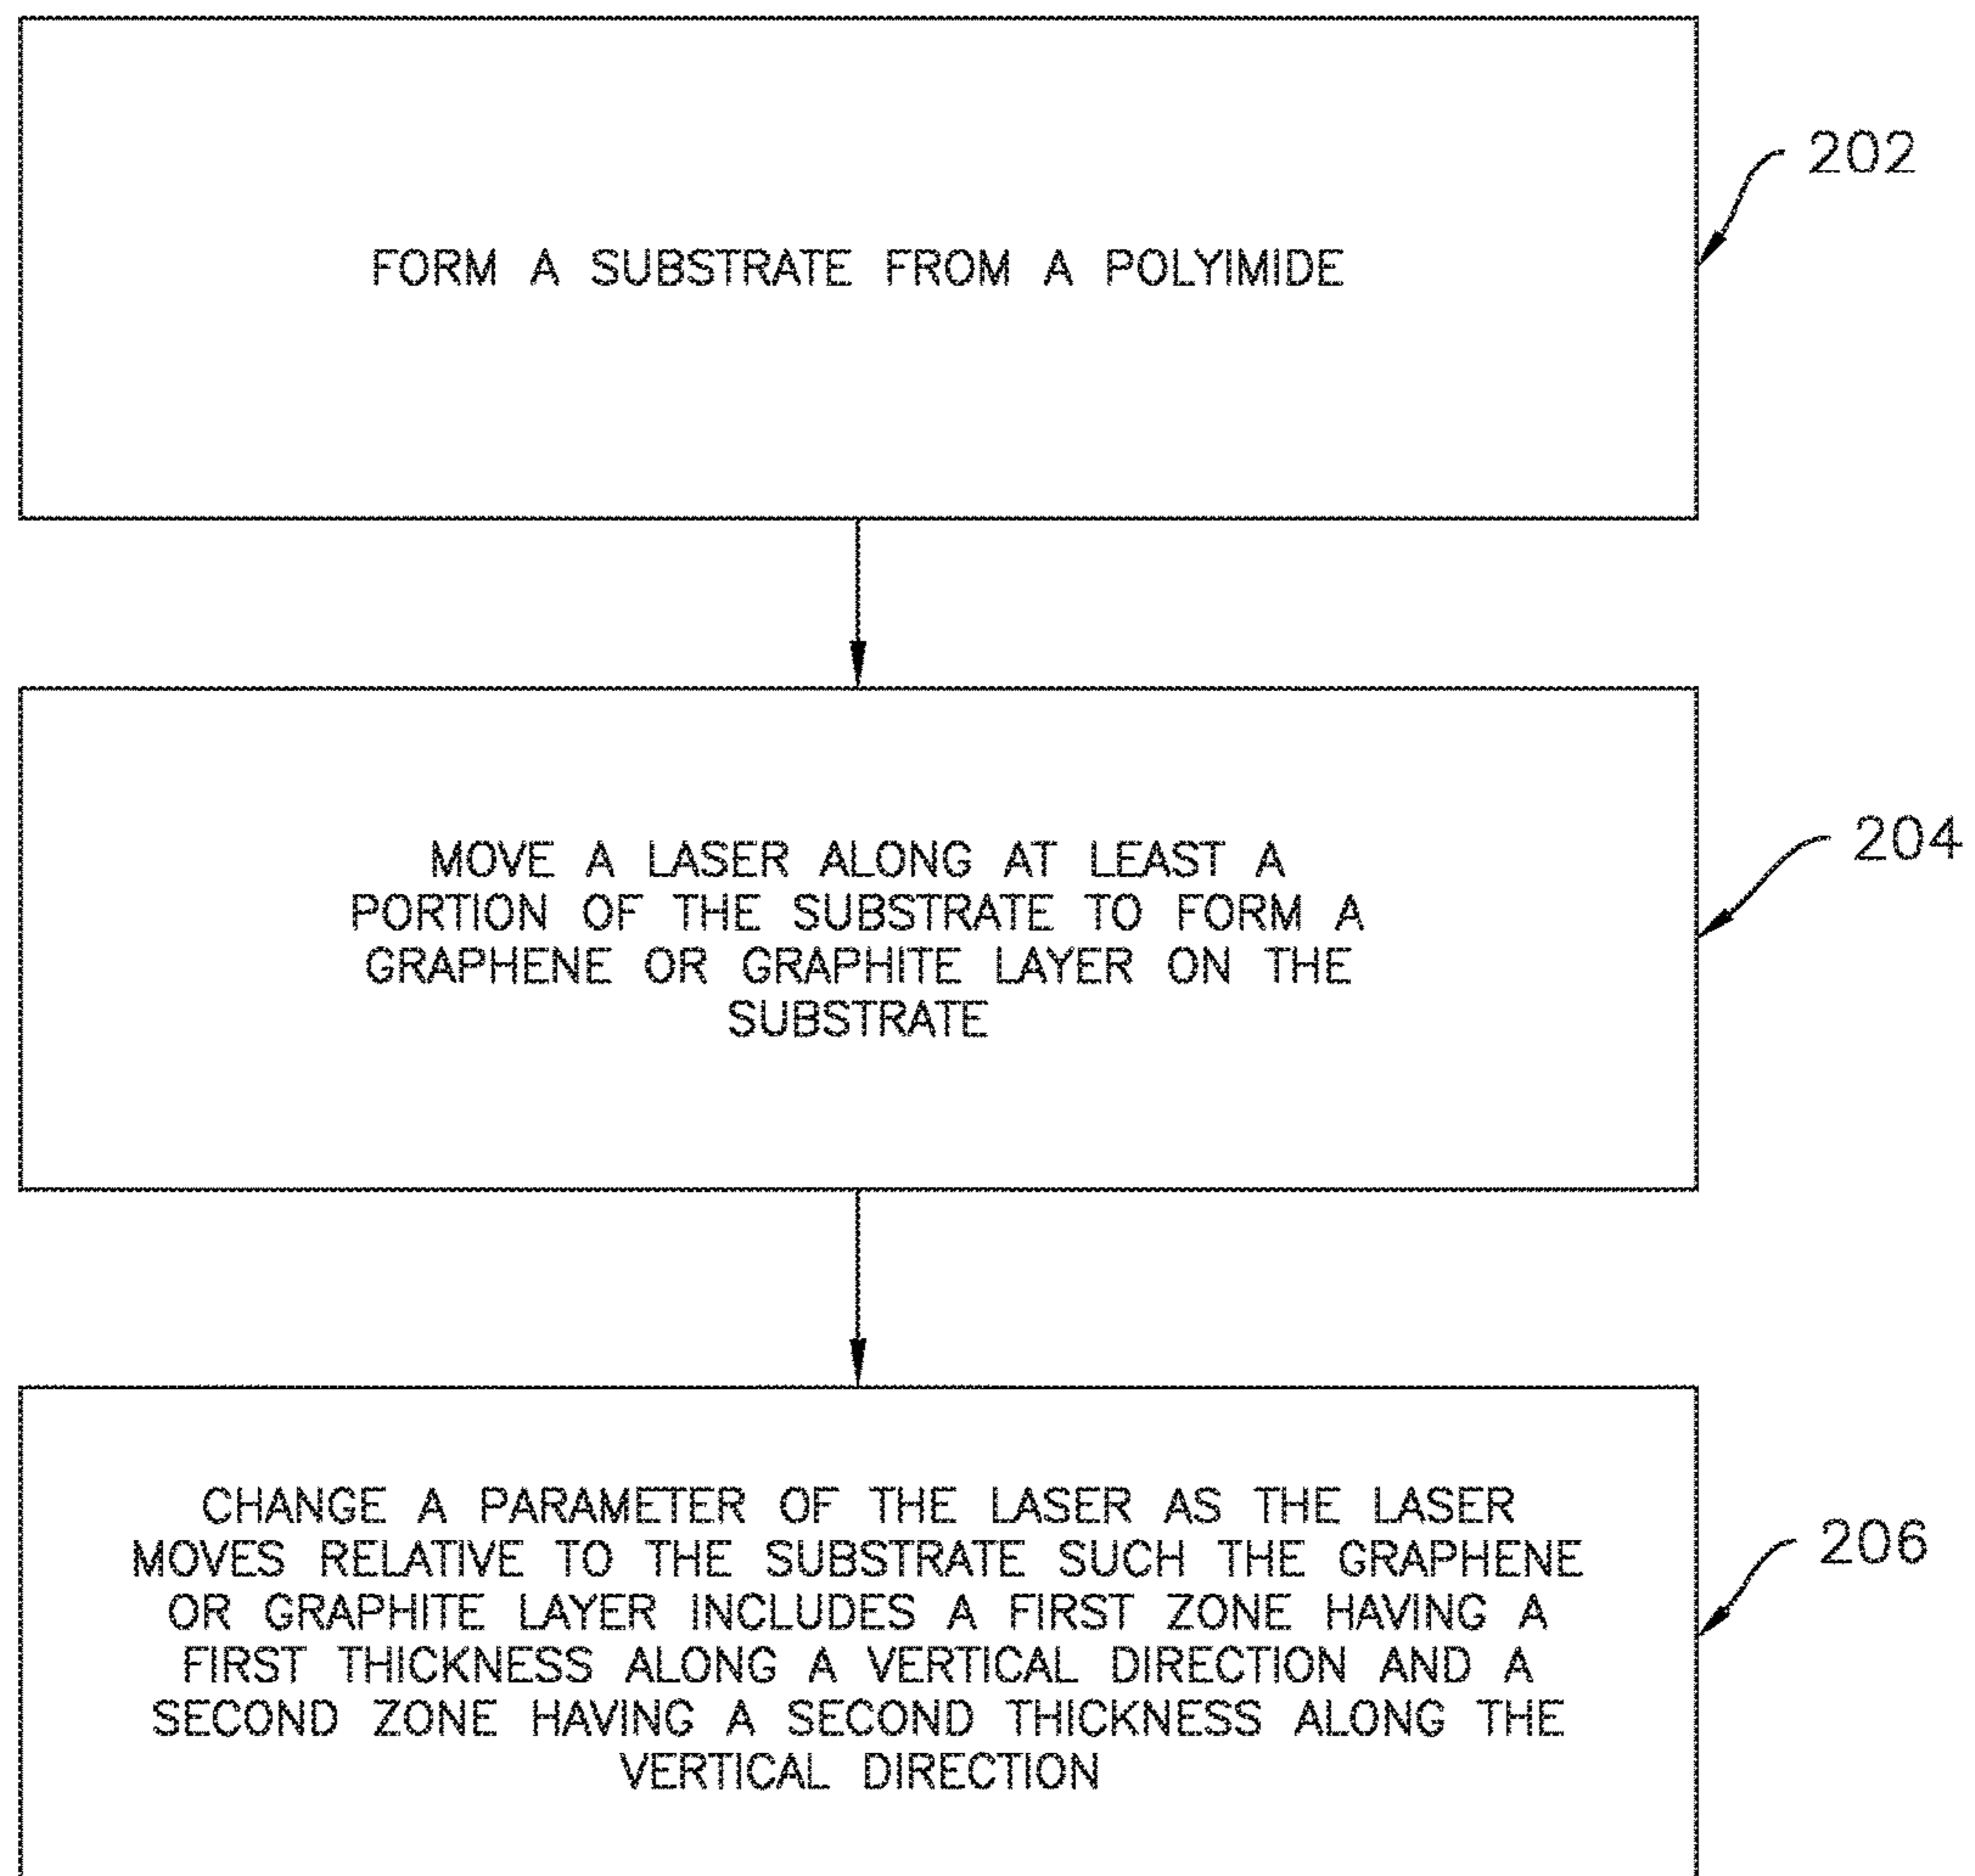 FORM A SUBSTRATE FROM A POLYIMIDE
202
MOVE A LASER ALONG AT LEAST A
PORTION OF THE SUBSTRATE TO FORM A
GRAPHENE OR GRAPHITE LAYER ON THE
SUBSTRATE
204
CHANGE A PARAMETER OF THE LASER AS THE LASER
MOVES RELATIVE TO THE SUBSTRATE SUCH THE GRAPHENE
OR GRAPHITE LAYER INCLUDES A FIRST ZONE HAVING A
FIRST THICKNESS ALONG A VERTICAL DIRECTION AND A
SECOND ZONE HAVING A SECOND THICKNESS ALONG THE
VERTICAL DIRECTION
206